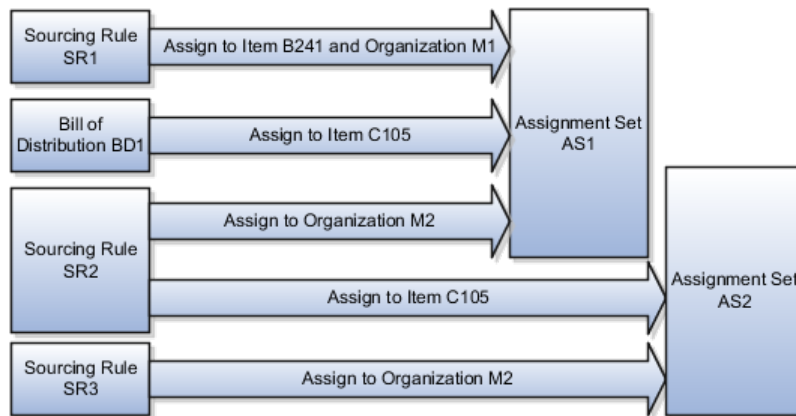 Sourcing Rule
SR1
Assign to Item B241 and Organization M1
Bill of
Distribution BD1
Assign to Item C105
Assignment Set
AS1
Sourcing Rule
SR2
Assign to Organization M2
Assign to Item C105
Assignment Set
AS2
Sourcing Rule
SR3
Assign to Organization M2